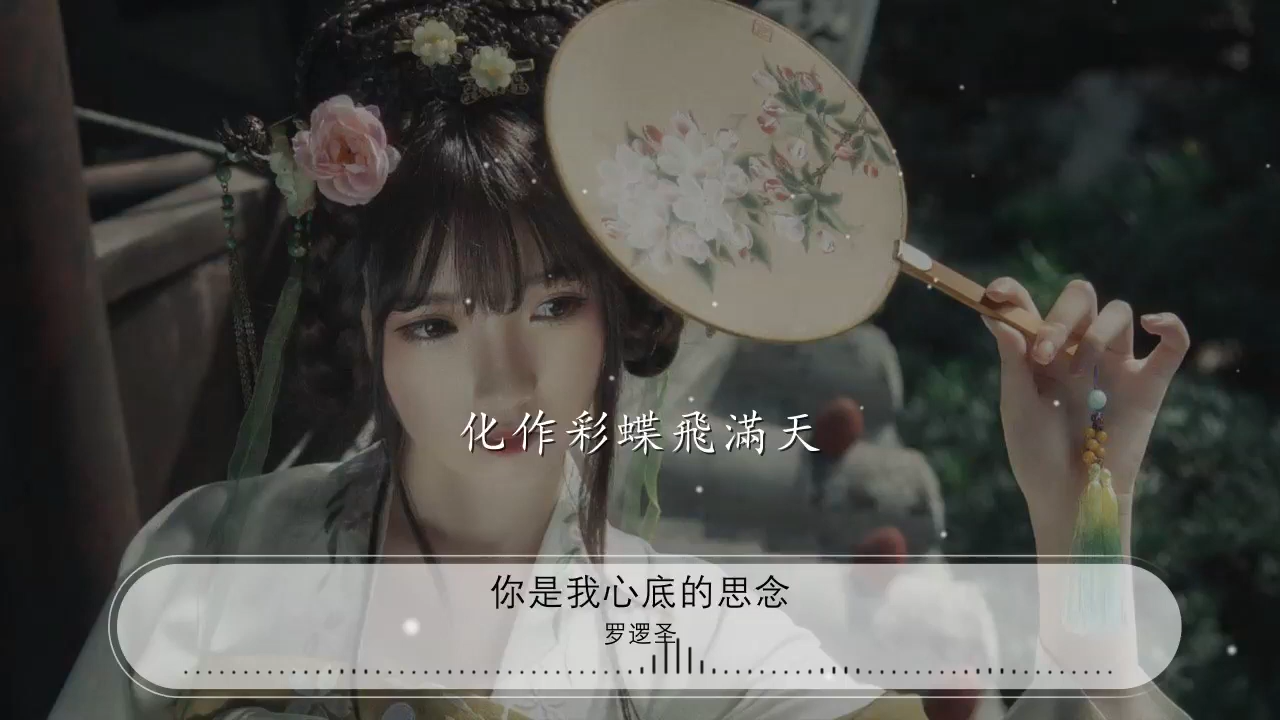 化作彩蝶飛滿天
你是我心底的思念
罗逻圣